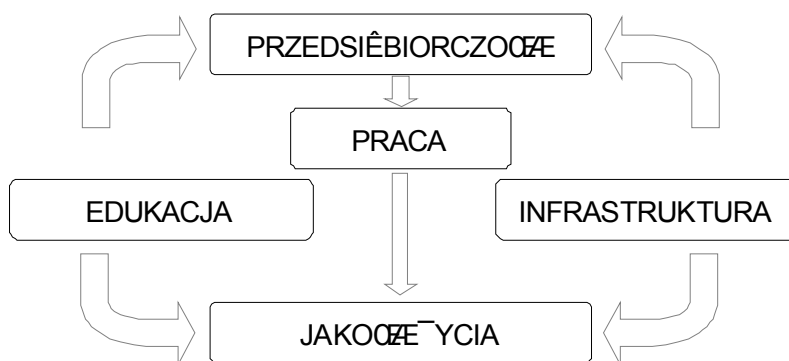 PRZEDSIÊBIORCZOŒÆ
PRACA
EDUKACJA
INFRASTRUKTURA
JAKOŒÆ ¯YCIA